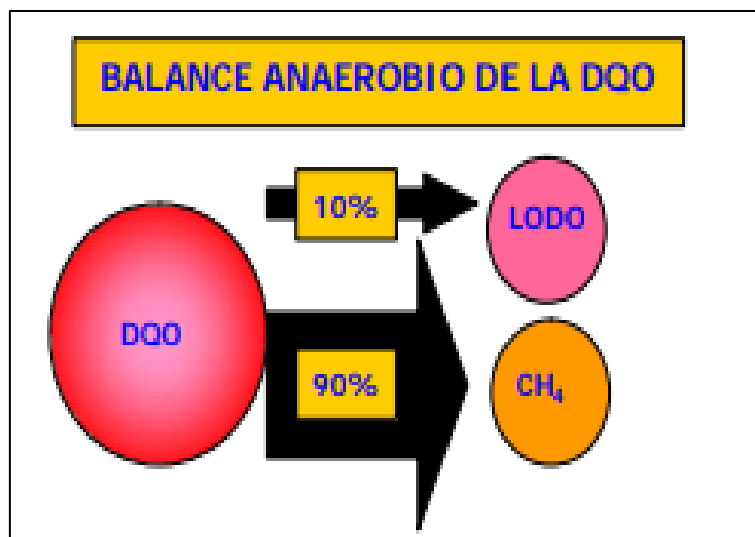 BALANCE ANAEROBIO DE LA DQO
10%
LODO
DQO
90%
CH₄